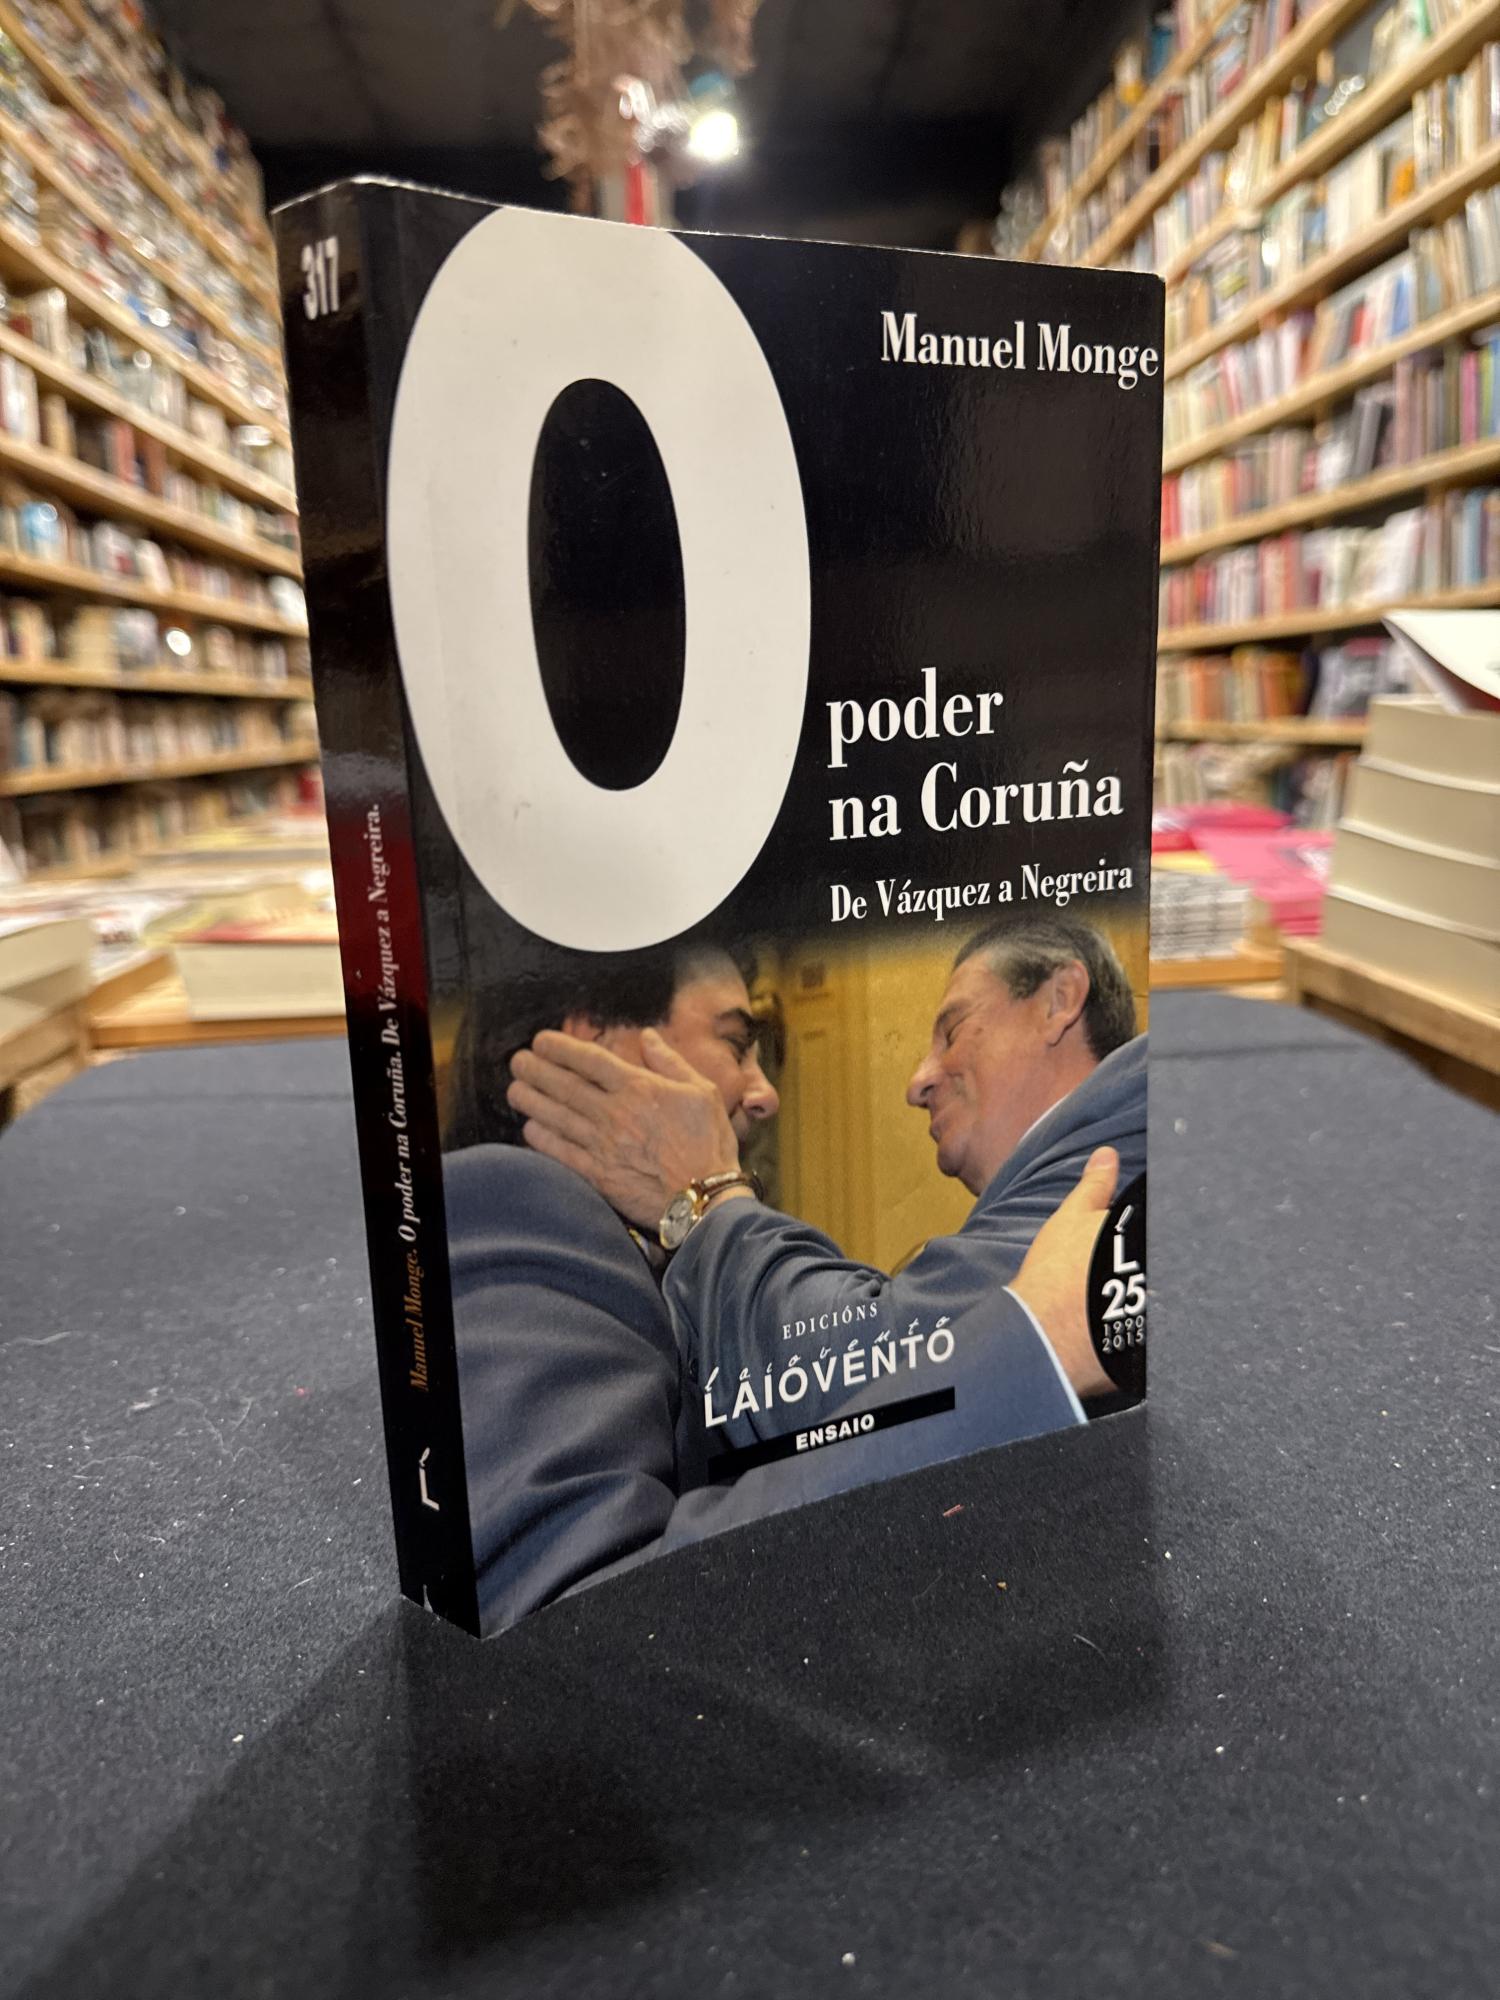 317
Manuel Monge. O poder na Coruña. De Vázquez a Negreira.
L
Manuel Monge
O
poder
na Coruña
De Vázquez a Negreira
EDICIÓNS
Laiovento
LAIOVENTO
ENSAIO
L
25
1990
2015